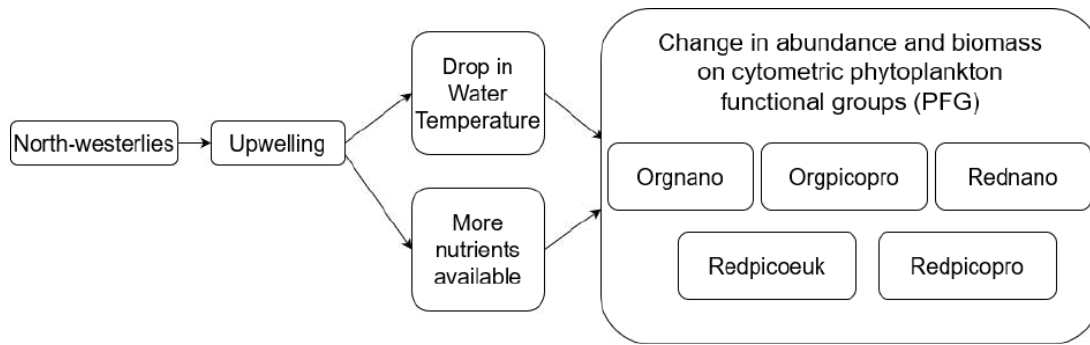 North-westerlies
Upwelling
Drop in
Water
Temperature
More
nutrients
available
Change in abundance and biomass
on cytometric phytoplankton
functional groups (PFG)
Orgnano
Orgpicopro
Rednano
Redpicoeuk
Redpicopro